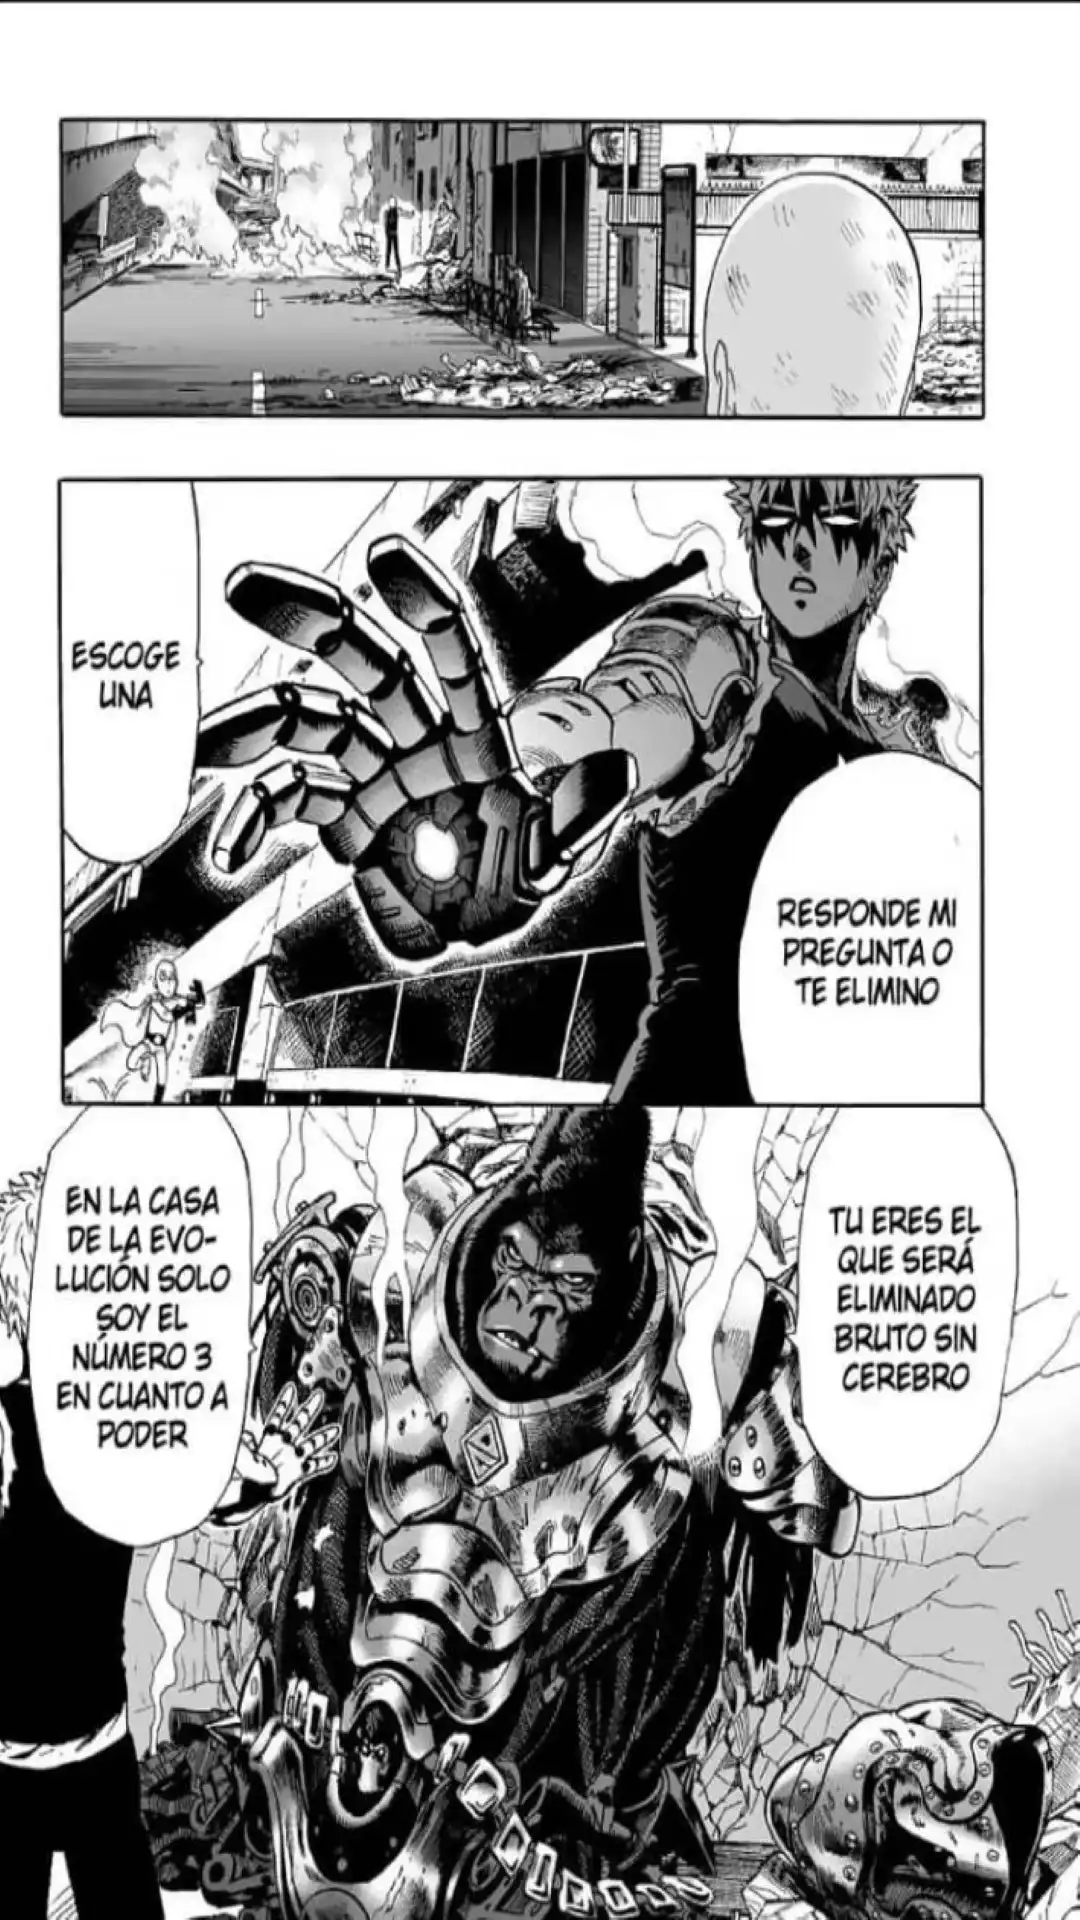 RESPONDE MI
PREGUNTA O
TE ELIMINO
ESCOGE
UNA
TU ERES EL
QUE SERÁ
ELIMINADO
BRUTO SIN
CEREBRO
EN LA CASA
DE LA EVO-
LUCIÓN SOLO
SOY EL
NÚMERO 3
EN CUANTO A
PODER